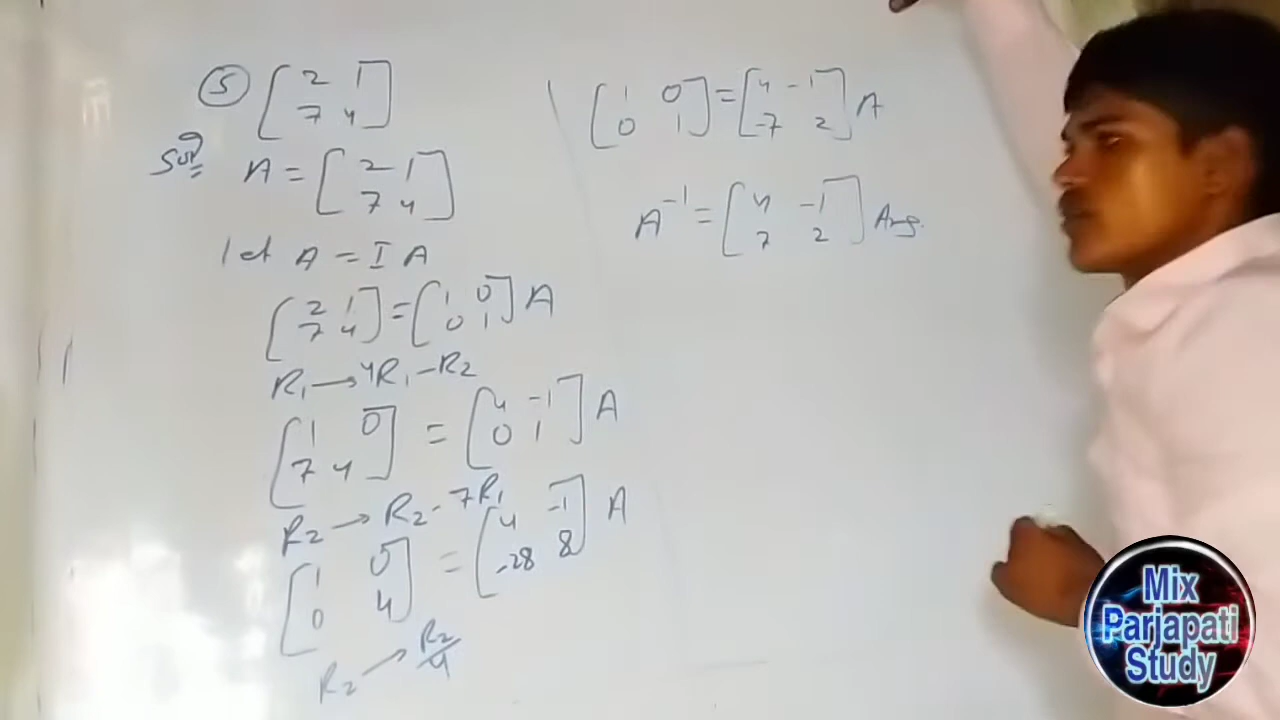 ⑤ [2 1
7 4]
Solⁿ A = [2 1
7 4]
let A = I A
[2 1
7 4] = [1 0
0 1] A
R₁ → 4R₁ - R₂
[1 0
7 4] = [4 -1
0 1] A
R₂ → R₂ - 7R₁
[1 0
0 4] = [4 -1
-28 8] A
R₂ → R₂/4
[1 0
0 1] = [4 -1
-7 2] A
A⁻¹ = [4 -1
7 2] Ans.
Mix
Parjapati
Study